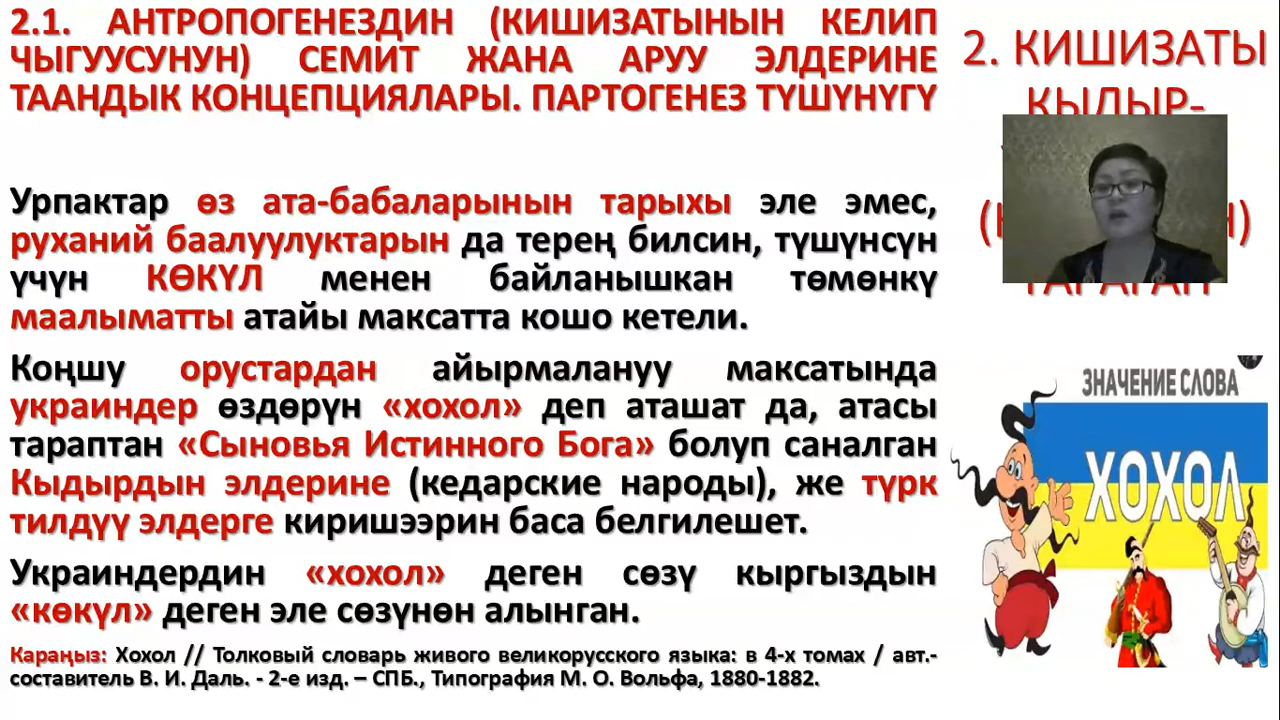 2.1. АНТРОПОГЕНЕЗДИН (КИШИЗАТЫНЫН КЕЛИП
ЧЫГУУСУНУН) СЕМИТ ЖАНА АРУУ ЭЛДЕРИНЕ
ТААНДЫК КОНЦЕПЦИЯЛАРЫ. ПАРТОГЕНЕЗ ТҮШҮНҮГҮ
Урпактар өз ата-бабаларынын тарыхы эле эмес,
руханий баалуулуктарын да терең билсин, түшүнсүн
үчүн КӨКҮЛ менен байланышкан төмөнкү
маалыматты атайы максатта кошо кетели.
Коңшу орустардан айырмалануу максатында
украиндер өздөрүн «хохол» деп аташат да, атасы
тараптан «Сыновья Истинного Бога» болуп саналган
Кыдырдын элдерине (кедарские народы), же түрк
тилдүү элдерге киришээрин баса белгилешет.
Украиндердин «хохол» деген сөзү кыргыздын
«көкүл» деген эле сөзүнөн алынган.
Караңыз: Хохол // Толковый словарь живого великорусского языка: в 4-х томах / авт.-
составитель В. И. Даль. - 2-е изд. – СПБ., Типография М. О. Вольфа, 1880-1882.
2. КИШИЗАТЫ
КЫДЫР-
ТАРАГАН
ЗНАЧЕНИЕ СЛОВА
ХОХОЛ